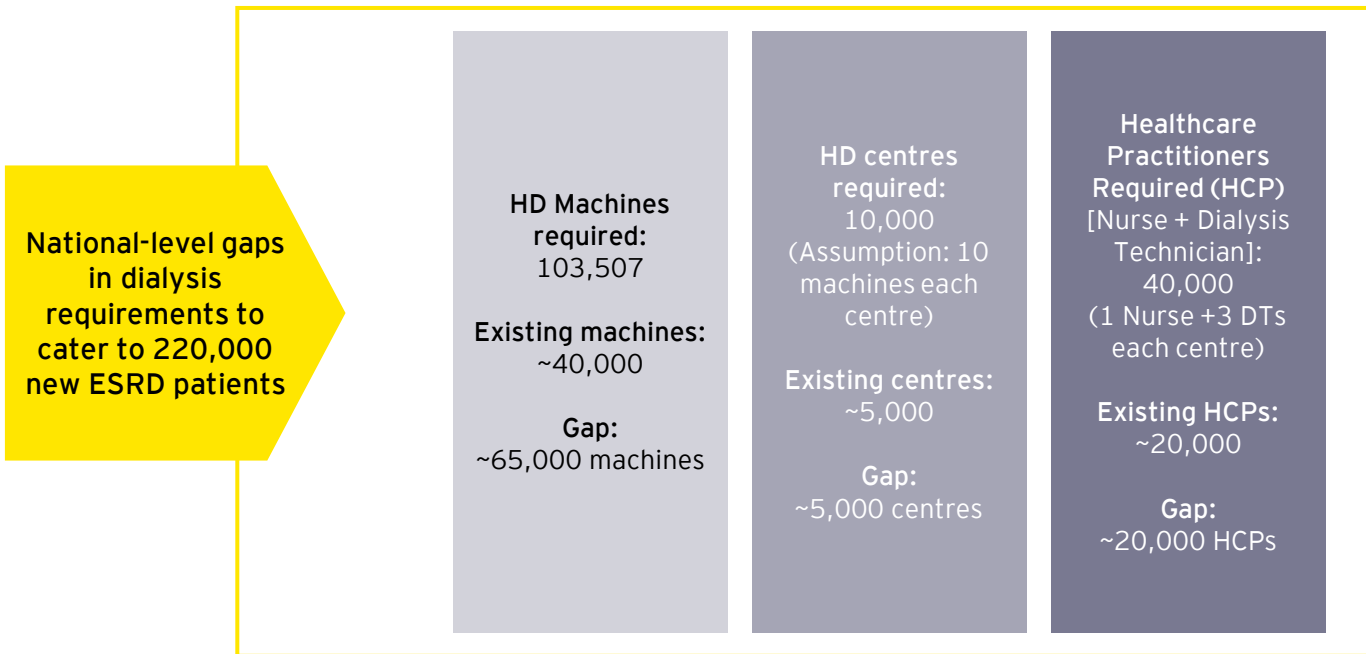 National-level gaps
in dialysis
requirements to
cater to 220,000
new ESRD patients
HD Machines
required:
103,507
Existing machines:
~40,000
Gap:
~65,000 machines
HD centres
required:
10,000
(Assumption: 10
machines each
centre)
Existing centres:
~5,000
Gap:
~5,000 centres
Healthcare
Practitioners
Required (HCP)
[Nurse + Dialysis
Technician]:
40,000
(1 Nurse +3 DTs
each centre)
Existing HCPs:
~20,000
Gap:
~20,000 HCPs